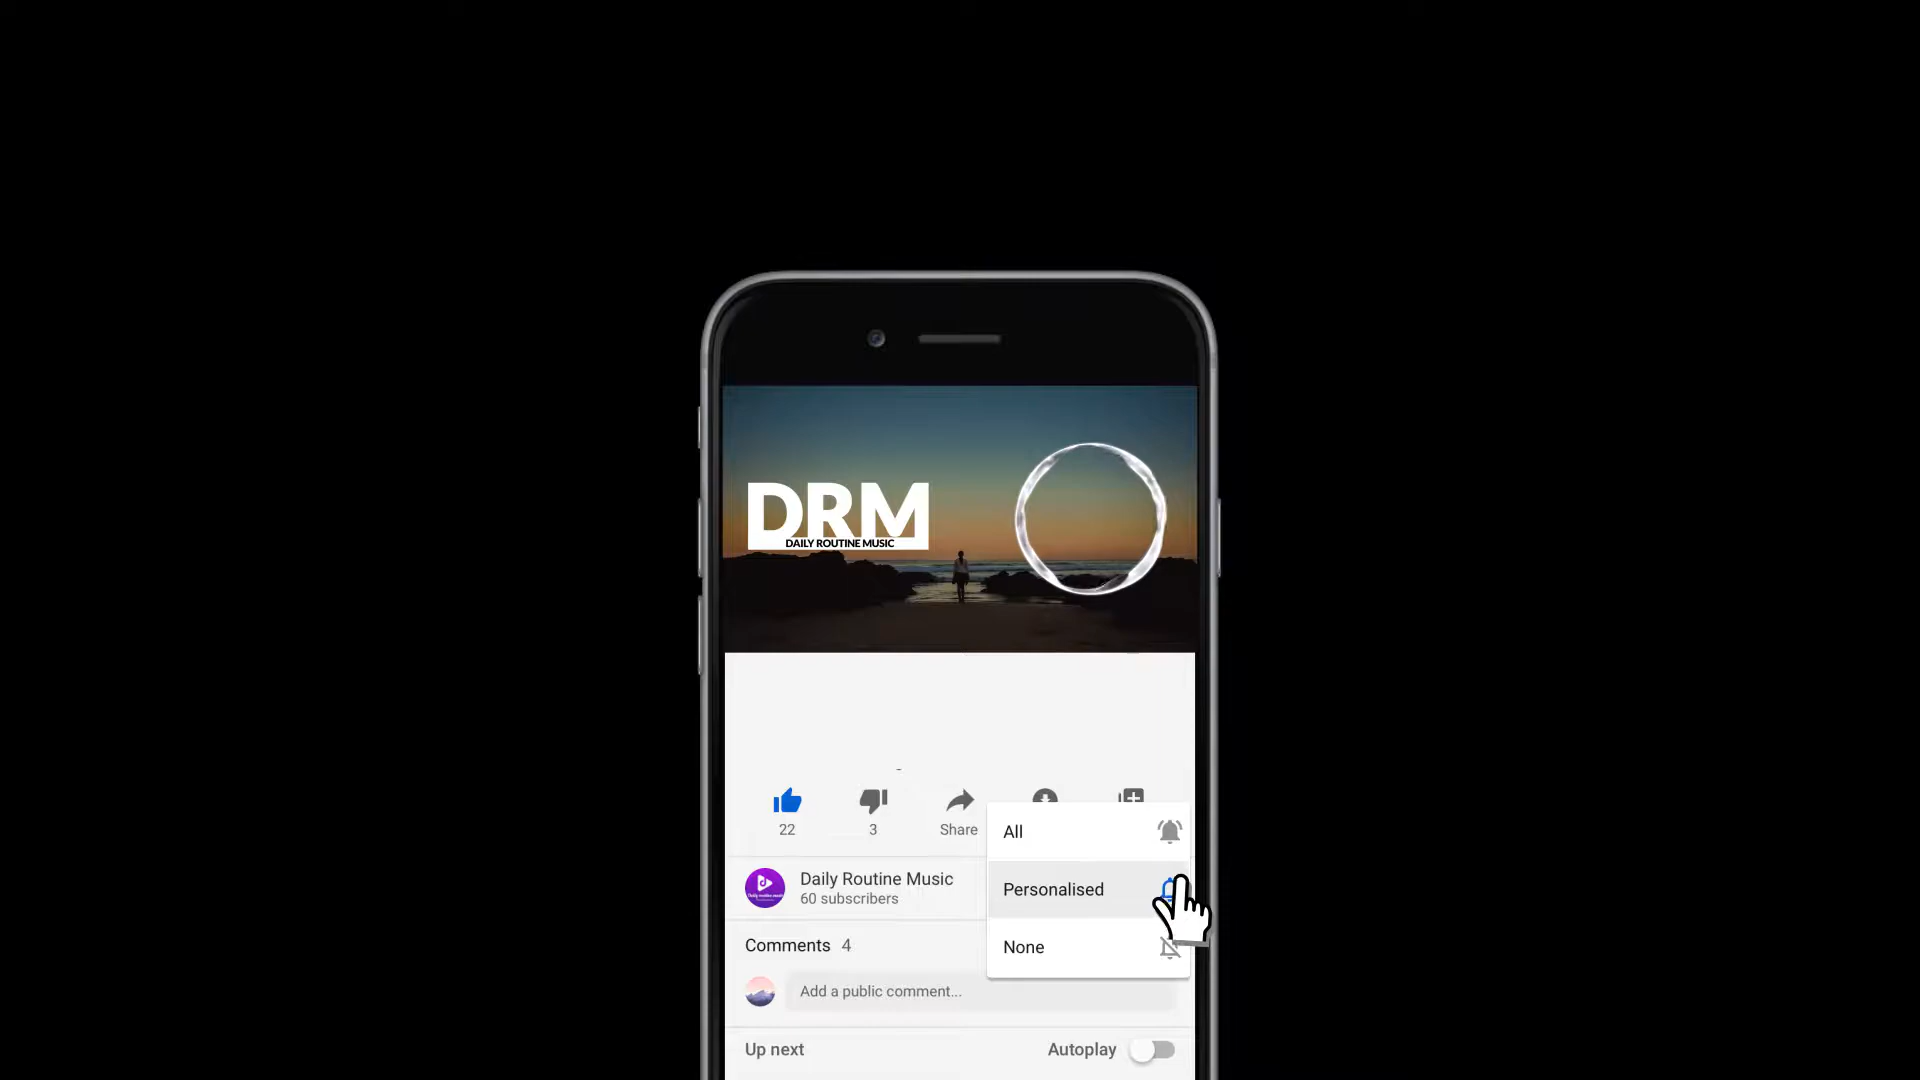 DRM
DAILY ROUTINE MUSIC
22
3
Share
All
Daily Routine Music
60 subscribers
Personalised
Comments 4
None
Add a public comment...
Up next
Autoplay